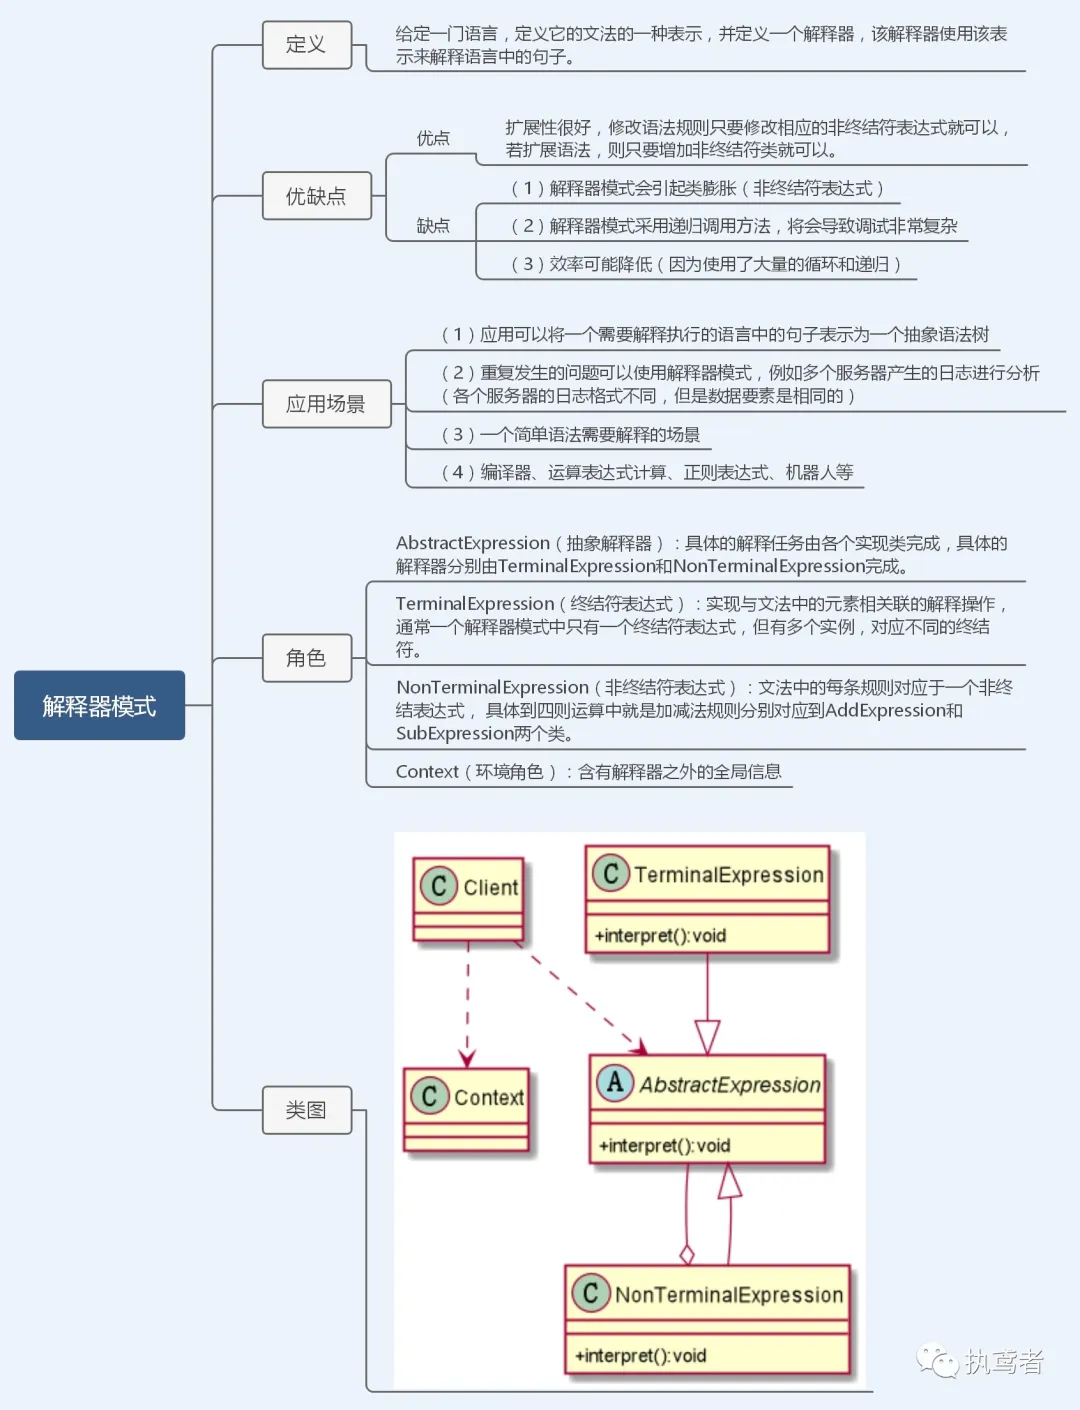 定义
给定一门语言，定义它的文法的一种表示，并定义一个解释器，该解释器使用该表
示来解释语言中的句子。
优缺点
优点
扩展性很好，修改语法规则只要修改相应的非终结符表达式就可以，
若扩展语法，则只要增加非终结符类就可以。
缺点
（1）解释器模式会引起类膨胀（非终结符表达式）
（2）解释器模式采用递归调用方法，将会导致调试非常复杂
（3）效率可能降低（因为使用了大量的循环和递归）
应用场景
（1）应用可以将一个需要解释执行的语言中的句子表示为一个抽象语法树
（2）重复发生的问题可以使用解释器模式，例如多个服务器产生的日志进行分析
（各个服务器的日志格式不同，但是数据要素是相同的）
（3）一个简单语法需要解释的场景
（4）编译器、运算表达式计算、正则表达式、机器人等
角色
AbstractExpression（抽象解释器）：具体的解释任务由各个实现类完成，具体的
解释器分别由TerminalExpression和NonTerminalExpression完成。
TerminalExpression（终结符表达式）：实现与文法中的元素相关联的解释操作，
通常一个解释器模式中只有一个终结符表达式，但有多个实例，对应不同的终结
符。
NonTerminalExpression（非终结符表达式）：文法中的每条规则对应于一个非终
结表达式， 具体到四则运算中就是加减法规则分别对应到AddExpression和
SubExpression两个类。
Context（环境角色）：含有解释器之外的全局信息
解释器模式
类图
C Client
C TerminalExpression
+interpret():void
C Context
A AbstractExpression
+interpret():void
C NonTerminalExpression
+interpret():void
执鸢者